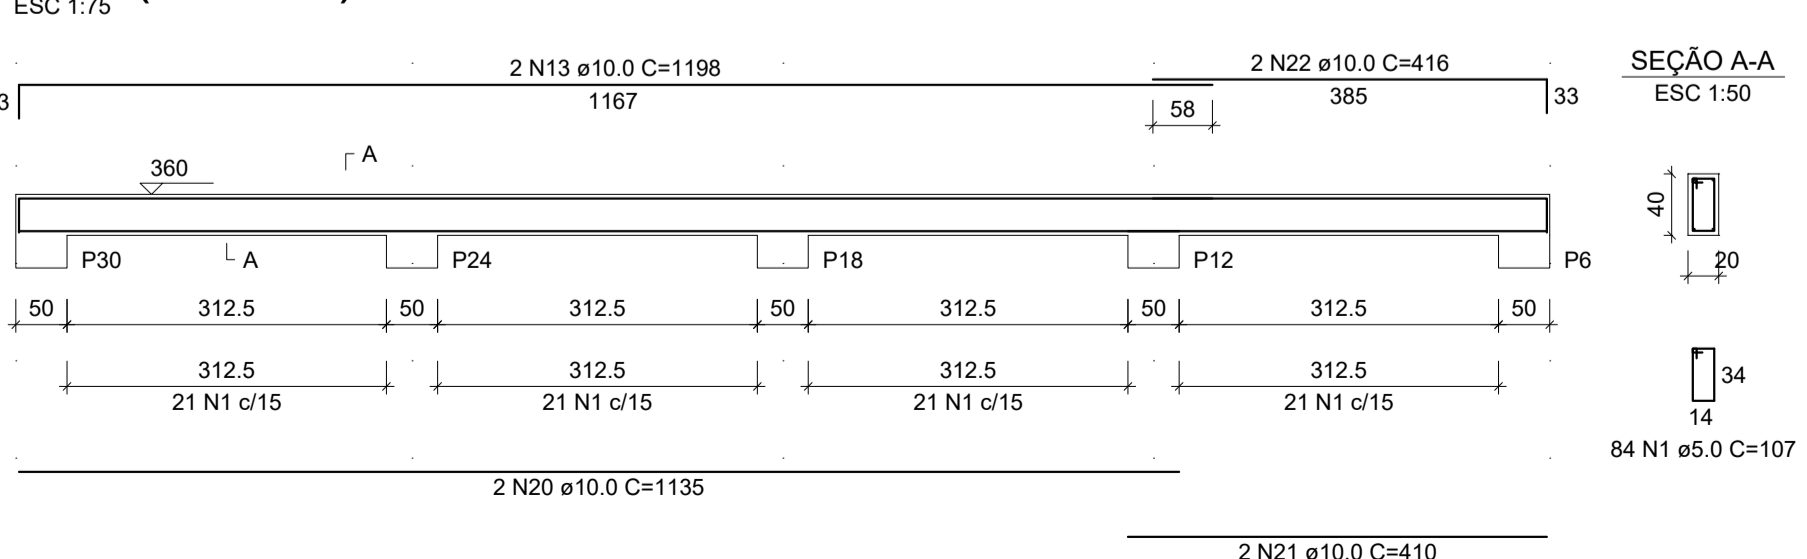 ESC 1:75
2 N13 ø10.0 C=1198
2 N22 ø10.0 C=416
SEÇÃO A-A
3
1167
385
33
ESC 1:50
58
A
360
40
P30
A
P24
P18
P12
P6
20
50
312.5
50
312.5
50
312.5
50
312.5
50
312.5
312.5
312.5
312.5
34
21 N1 c/15
21 N1 c/15
21 N1 c/15
21 N1 c/15
14
84 N1 ø5.0 C=107
2 N20 ø10.0 C=1135
2 N21 ø10.0 C=410